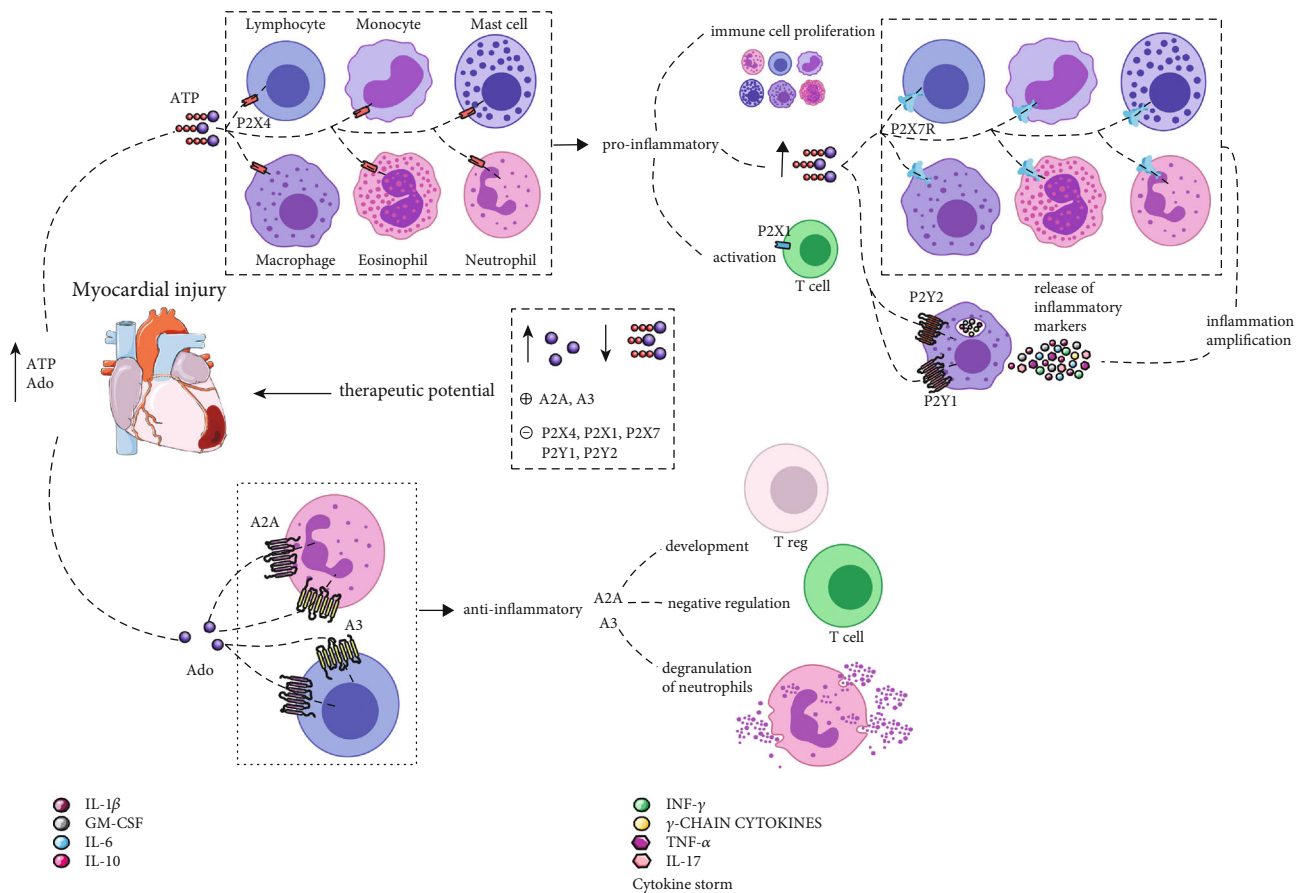 Lymphocyte
Monocyte
Mast cell
ATP
P2X4
Macrophage
Eosinophil
Neutrophil
pro-inflammatory
immune cell proliferation
activation
P2X1
T cell
P2X7R
P2Y2
P2Y1
release of
inflammatory
markers
inflammation
amplification
Myocardial injury
ATP
Ado
therapeutic potential
⊕ A2A, A3
⊖ P2X4, P2X1, P2X7
P2Y1, P2Y2
A2A
A3
Ado
anti-inflammatory
A2A
A3
development
T reg
negative regulation
T cell
degranulation
of neutrophils
IL-1β
GM-CSF
IL-6
IL-10
INF-γ
γ-CHAIN CYTOKINES
TNF-α
IL-17
Cytokine storm